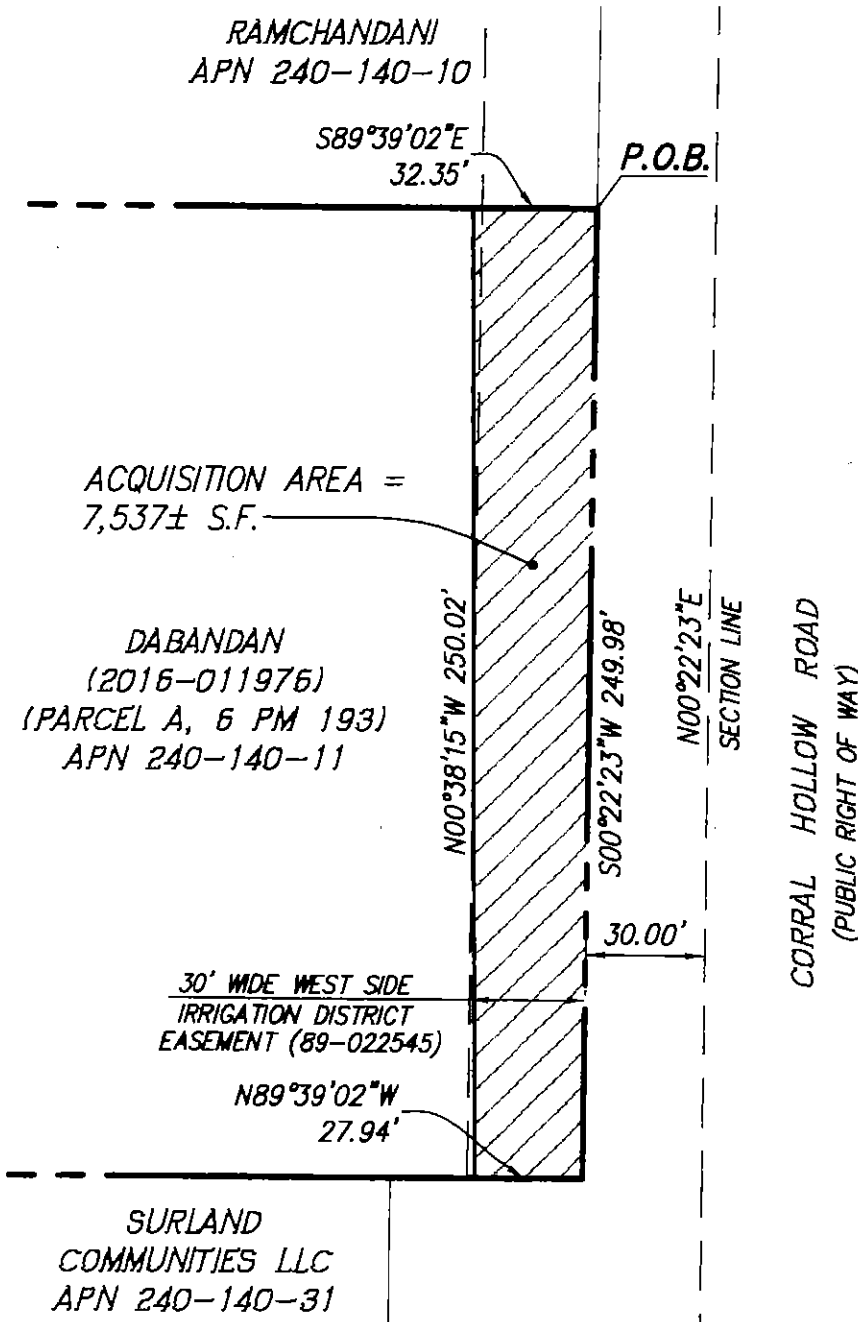 RAMCHANDANI
APN 240-140-10
S89°39'02"E
32.35'
P.O.B.
ACQUISITION AREA =
7,537± S.F.
DABANDAN
(2016-011976)
(PARCEL A, 6 PM 193)
APN 240-140-11
N00°38'15"W 250.02'
S00°22'23"W 249.98'
N00°22'23"E
SECTION LINE
CORRAL HOLLOW ROAD
(PUBLIC RIGHT OF WAY)
30.00'
30' WIDE WEST SIDE
IRRIGATION DISTRICT
EASEMENT (89-022545)
N89°39'02"W
27.94'
SURLAND
COMMUNITIES LLC
APN 240-140-31